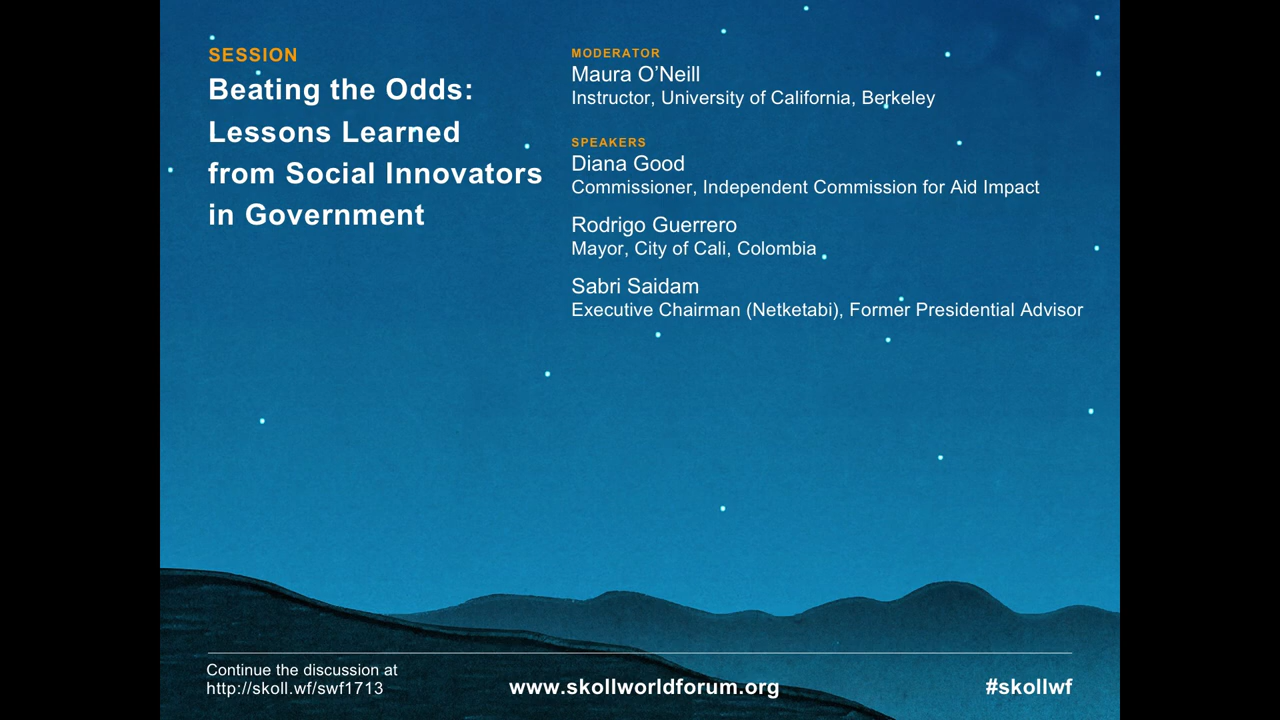 SESSION
Beating the Odds:
Lessons Learned
from Social Innovators
in Government
MODERATOR
Maura O’Neill
Instructor, University of California, Berkeley
SPEAKERS
Diana Good
Commissioner, Independent Commission for Aid Impact
Rodrigo Guerrero
Mayor, City of Cali, Colombia
Sabri Saidam
Executive Chairman (Netketabi), Former Presidential Advisor
Continue the discussion at
http://skoll.wf/swf1713
www.skollworldforum.org
#skollwf